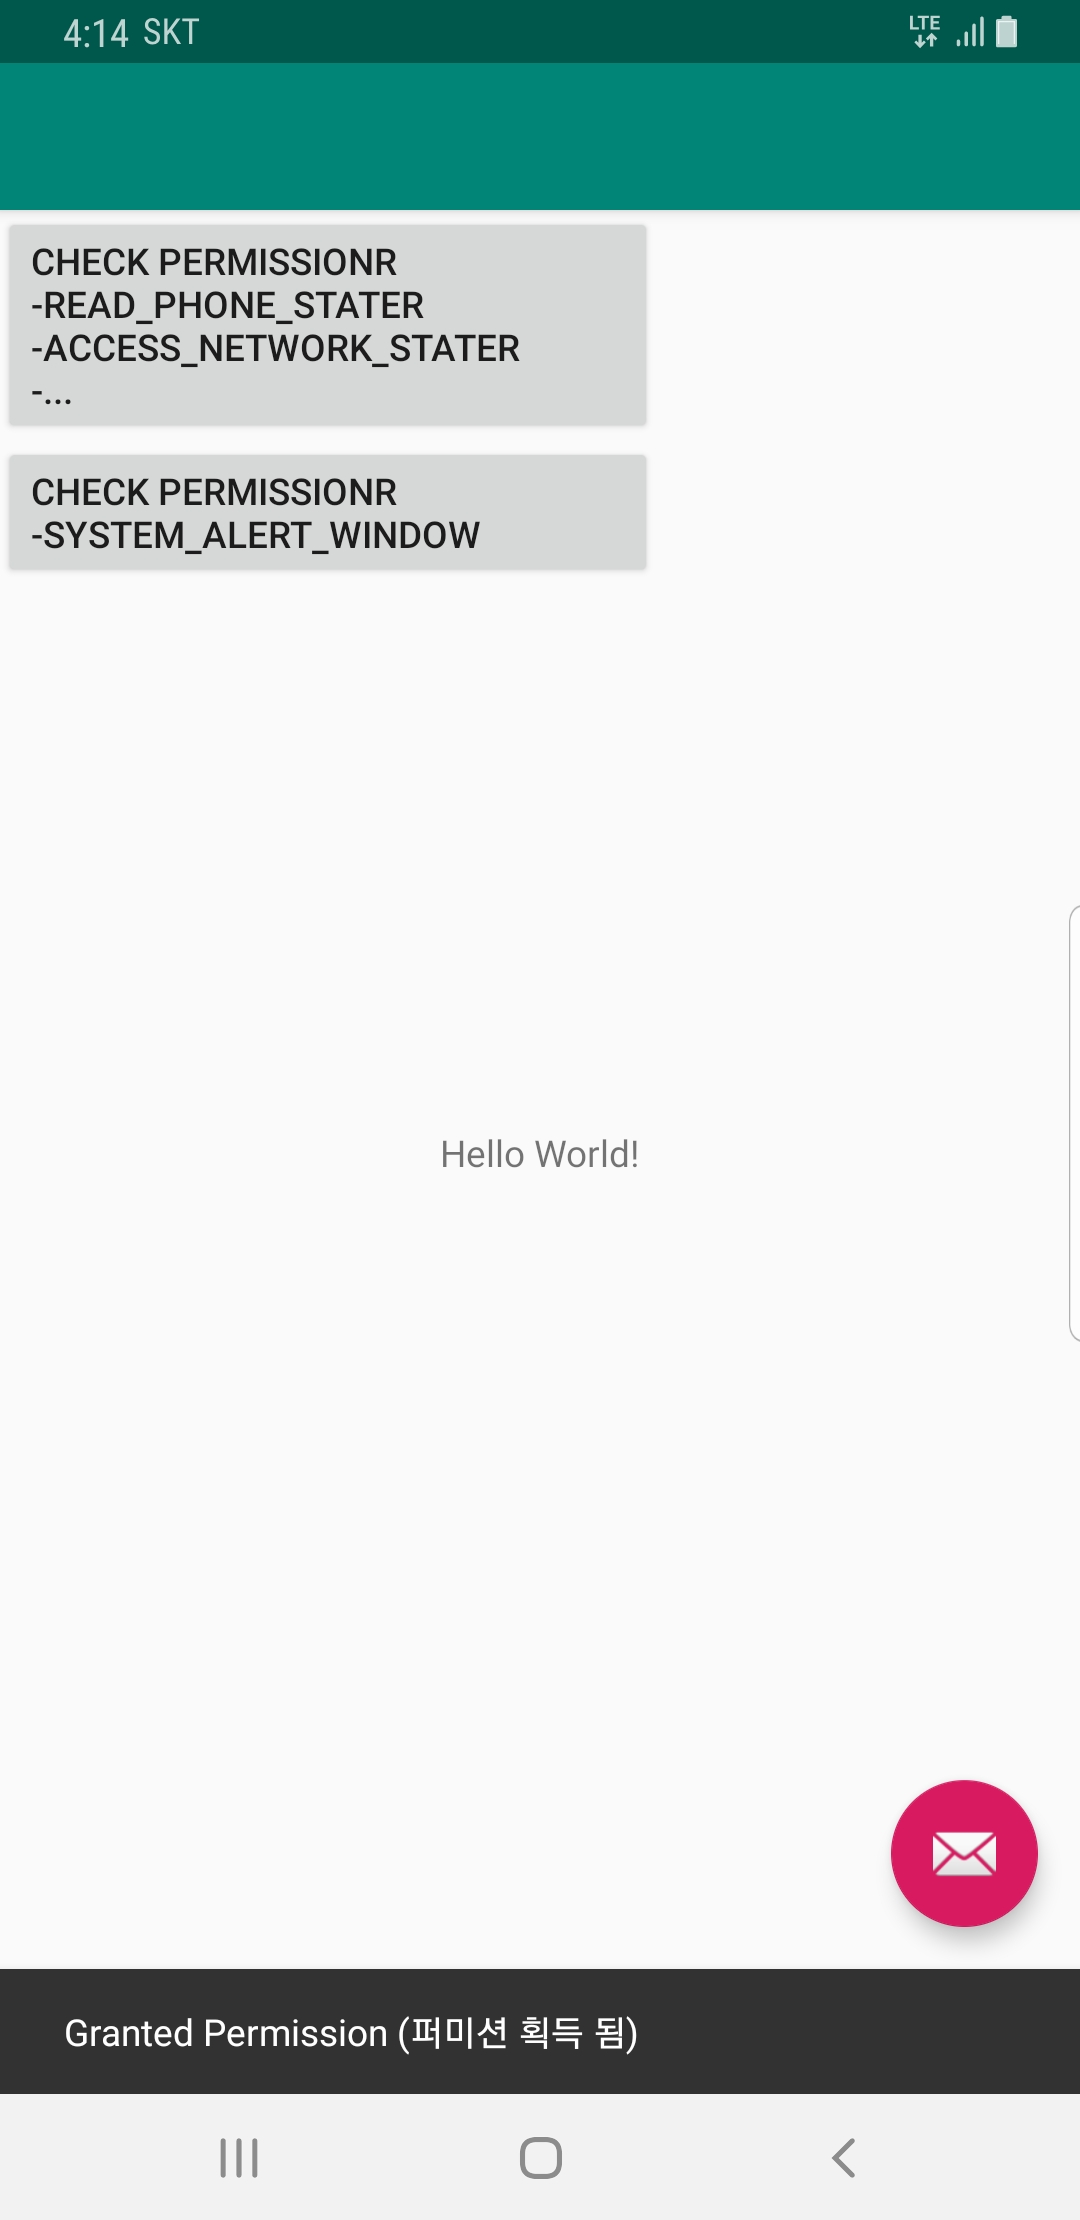 4:14 SKT LTE
CHECK PERMISSIONR
-READ_PHONE_STATER
-ACCESS_NETWORK_STATER
-...
CHECK PERMISSIONR
-SYSTEM_ALERT_WINDOW
Hello World!
Granted Permission (퍼미션 획득 됨)